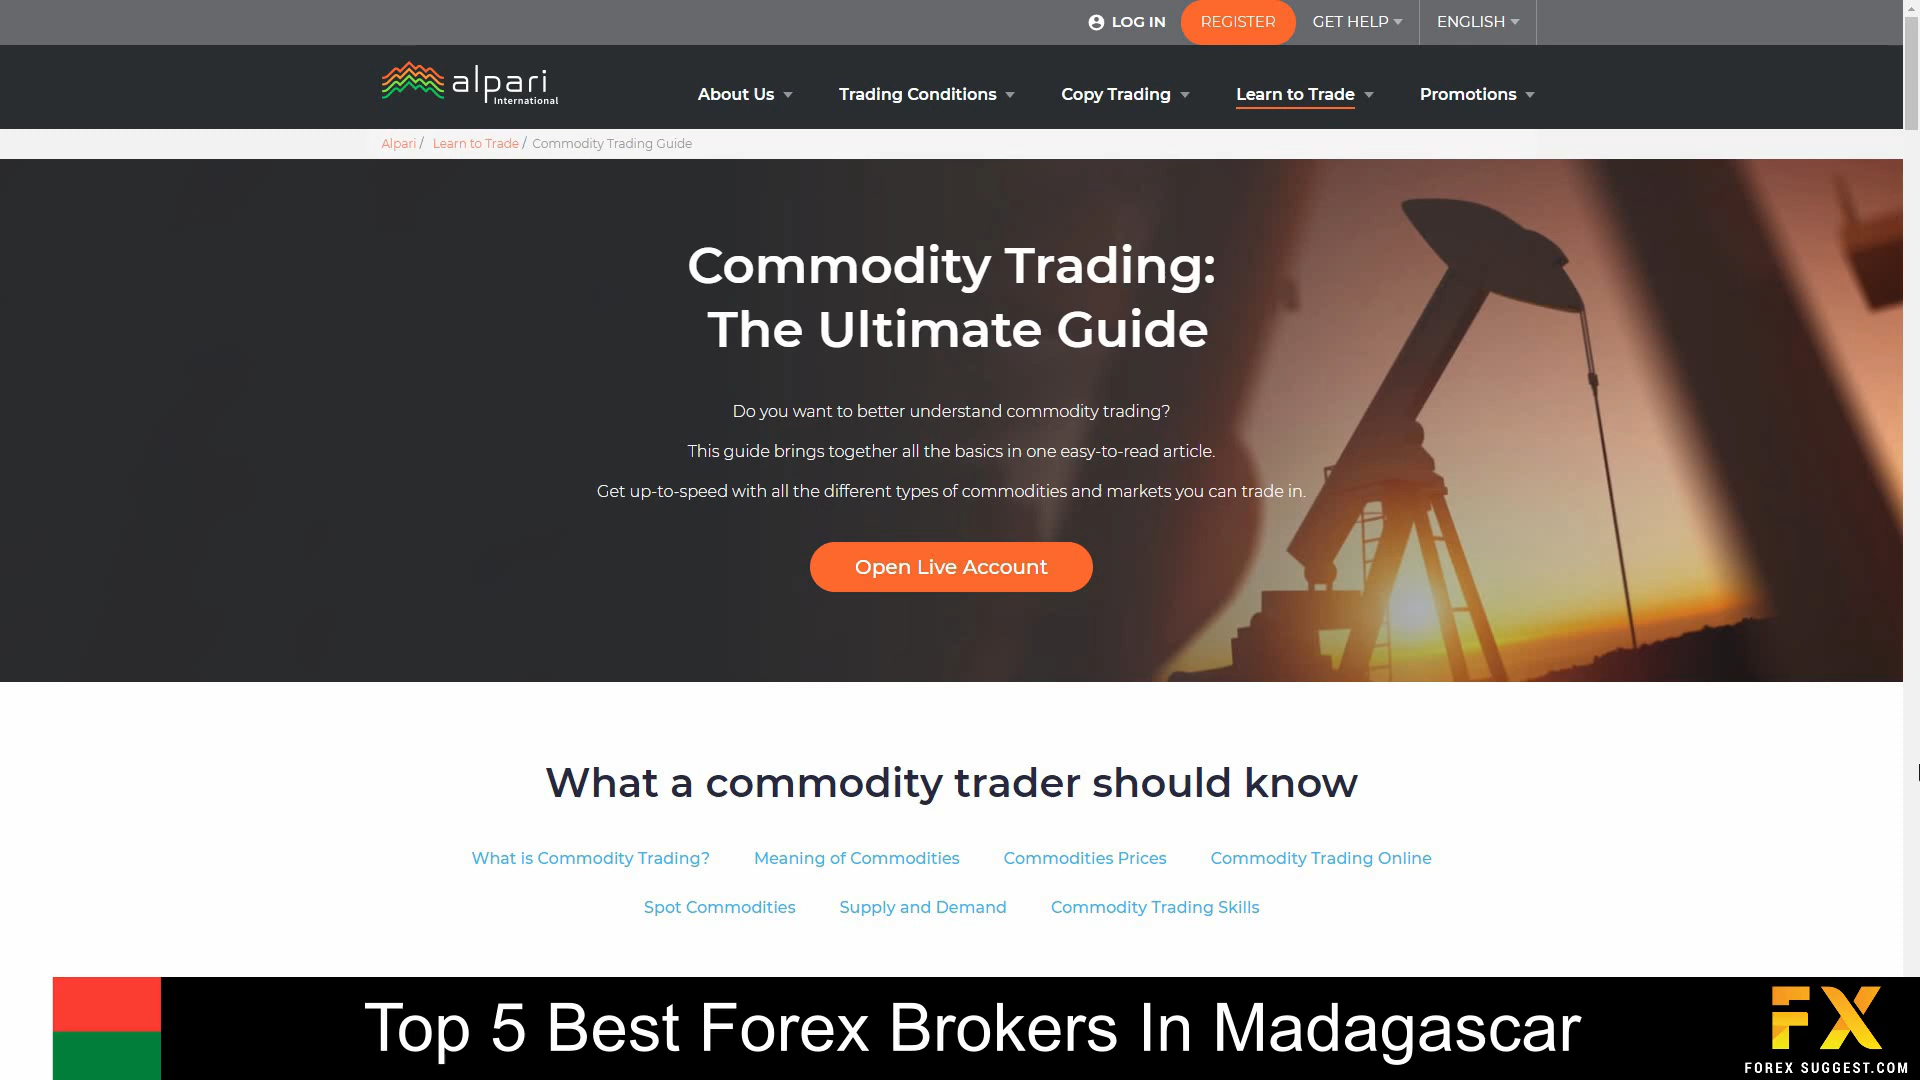 LOG IN
REGISTER
GET HELP
ENGLISH
alpari
International
About Us
Trading Conditions
Copy Trading
Learn to Trade
Promotions
Alpari / Learn to Trade / Commodity Trading Guide
Commodity Trading:
The Ultimate Guide
Do you want to better understand commodity trading?
This guide brings together all the basics in one easy-to-read article.
Get up-to-speed with all the different types of commodities and markets you can trade in.
Open Live Account
What a commodity trader should know
What is Commodity Trading?
Meaning of Commodities
Commodities Prices
Commodity Trading Online
Spot Commodities
Supply and Demand
Commodity Trading Skills
Top 5 Best Forex Brokers In Madagascar
FX
FOREX SUGGEST.COM